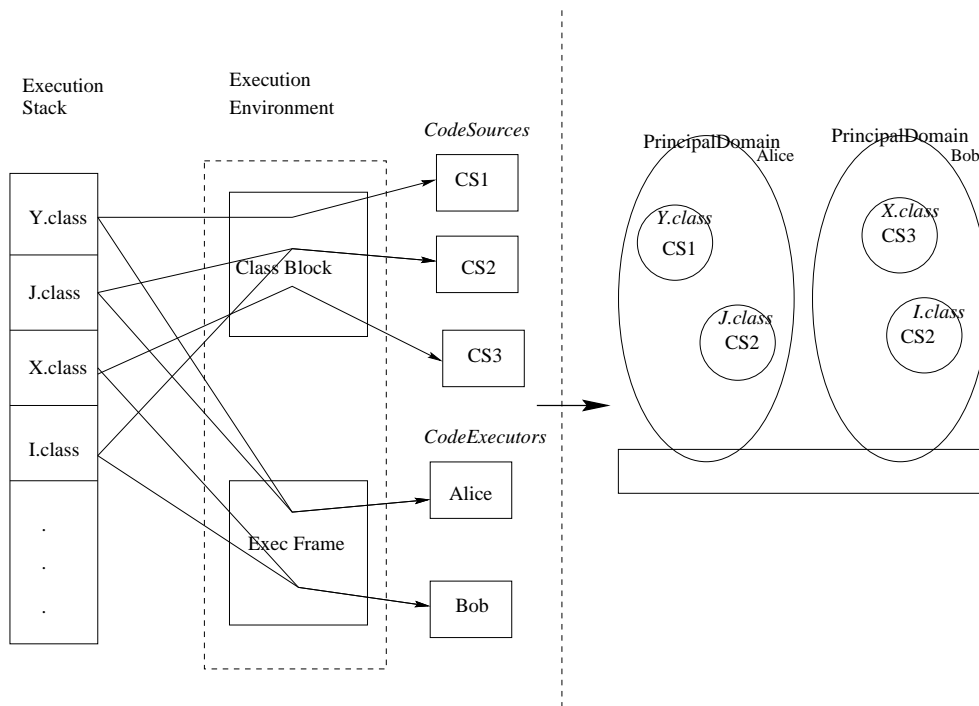 Execution
Stack
Y.class
J.class
X.class
I.class
.
.
.
Execution
Environment
Class Block
Exec Frame
CodeSources
CS1
CS2
CS3
CodeExecutors
Alice
Bob
PrincipalDomain
Alice
Y.class
CS1
J.class
CS2
PrincipalDomain
Bob
X.class
CS3
I.class
CS2